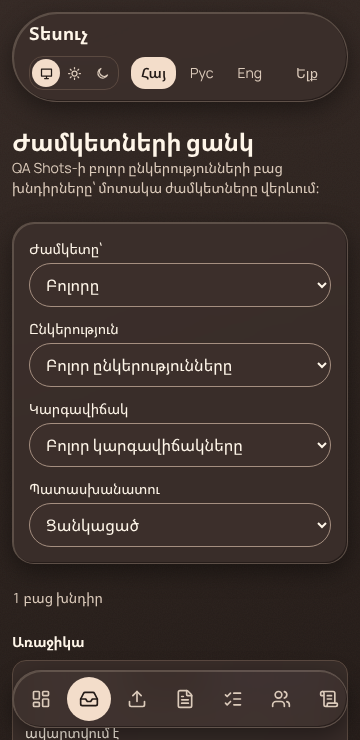 Տեսուչ
Հայ Рус Eng Ելք
Ժամկետների ցանկ
QA Shots-ի բոլոր ընկերությունների բաց
խնդիրները՝ մոտակա ժամկետները վերևում:
Ժամկետը՝
Բոլորը
Ընկերություն
Բոլոր ընկերությունները
Կարգավիճակ
Բոլոր կարգավիճակները
Պատասխանատու
Ցանկացած
1 բաց խնդիր
Առաջիկա
ավարտվում է